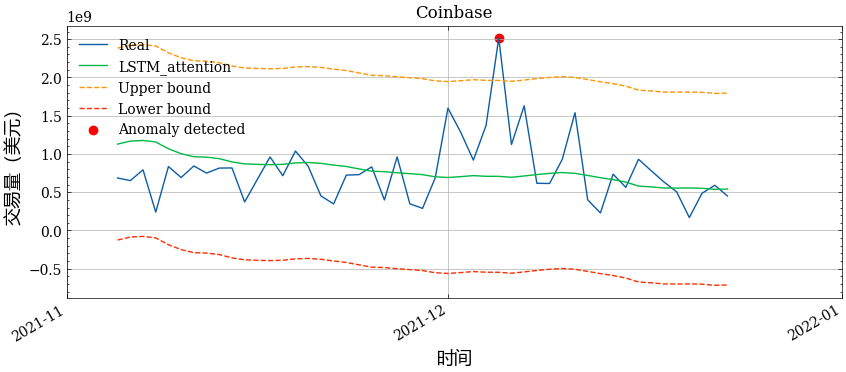 Coinbase
1e9
2.5
2.0
1.5
1.0
0.5
0.0
−0.5
Real
LSTM_attention
Upper bound
Lower bound
Anomaly detected
交易量（美元）
2021-11
2021-12
2022-01
时间